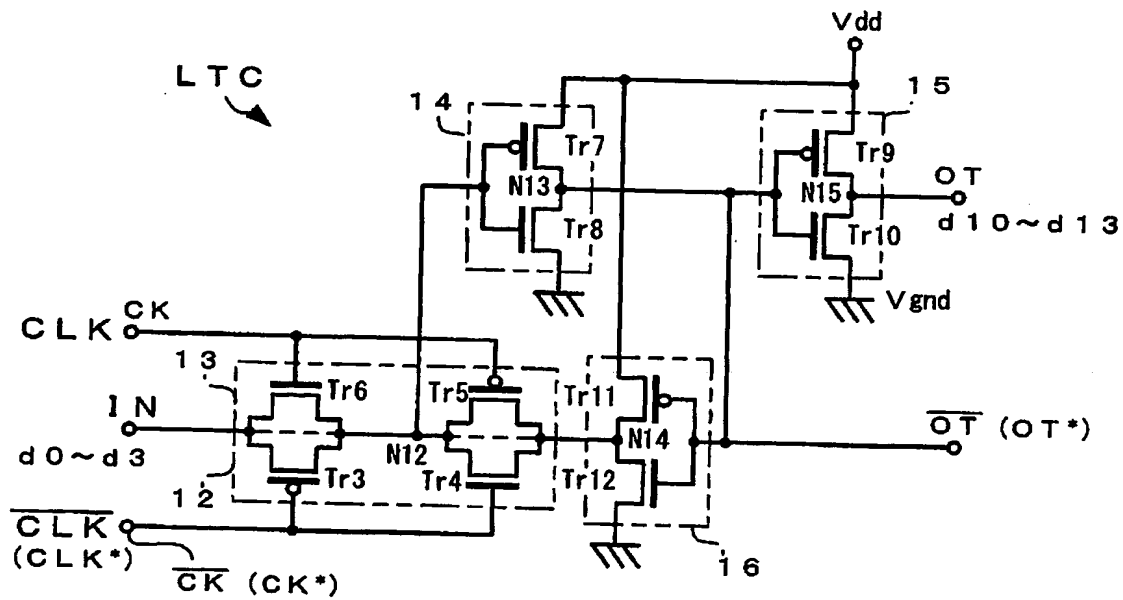 Vdd
LTC
14
15
Tr7
Tr9
N13
N15
OT
Tr8
Tr10
d10～d13
Vgnd
CLK
CK
13
Tr6
Tr5
Tr11
IN
N12
N14
OT (OT*)
d0～d3
Tr3
Tr4
Tr12
12
CLK
(CLK*)
16
CK (CK*)